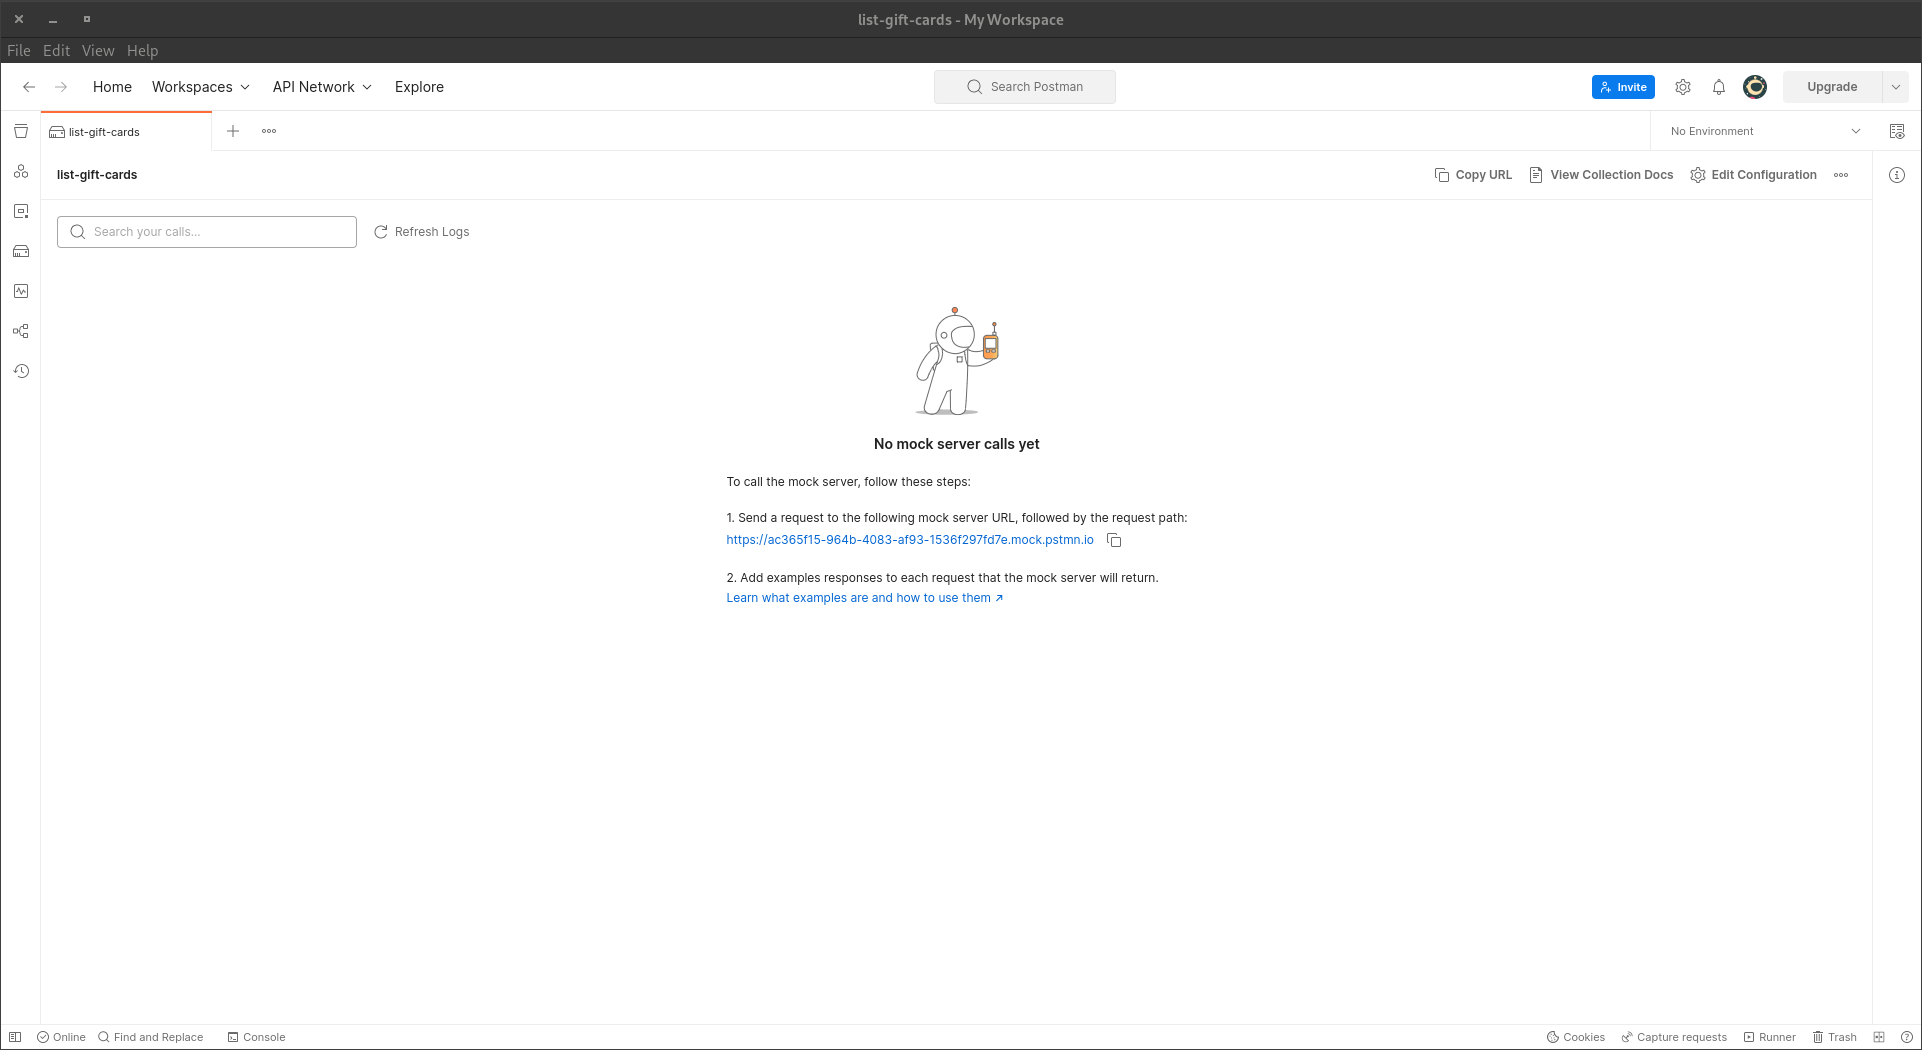 list-gift-cards - My Workspace
File Edit View Help
Home Workspaces API Network Explore Search Postman Invite Upgrade
list-gift-cards No Environment
list-gift-cards Copy URL View Collection Docs Edit Configuration
Search your calls... Refresh Logs
No mock server calls yet
To call the mock server, follow these steps:
1. Send a request to the following mock server URL, followed by the request path:
https://ac365f15-964b-4083-af93-1536f297fd7e.mock.pstmn.io
2. Add examples responses to each request that the mock server will return.
Learn what examples are and how to use them ↗
Online Find and Replace Console Cookies Capture requests Runner Trash